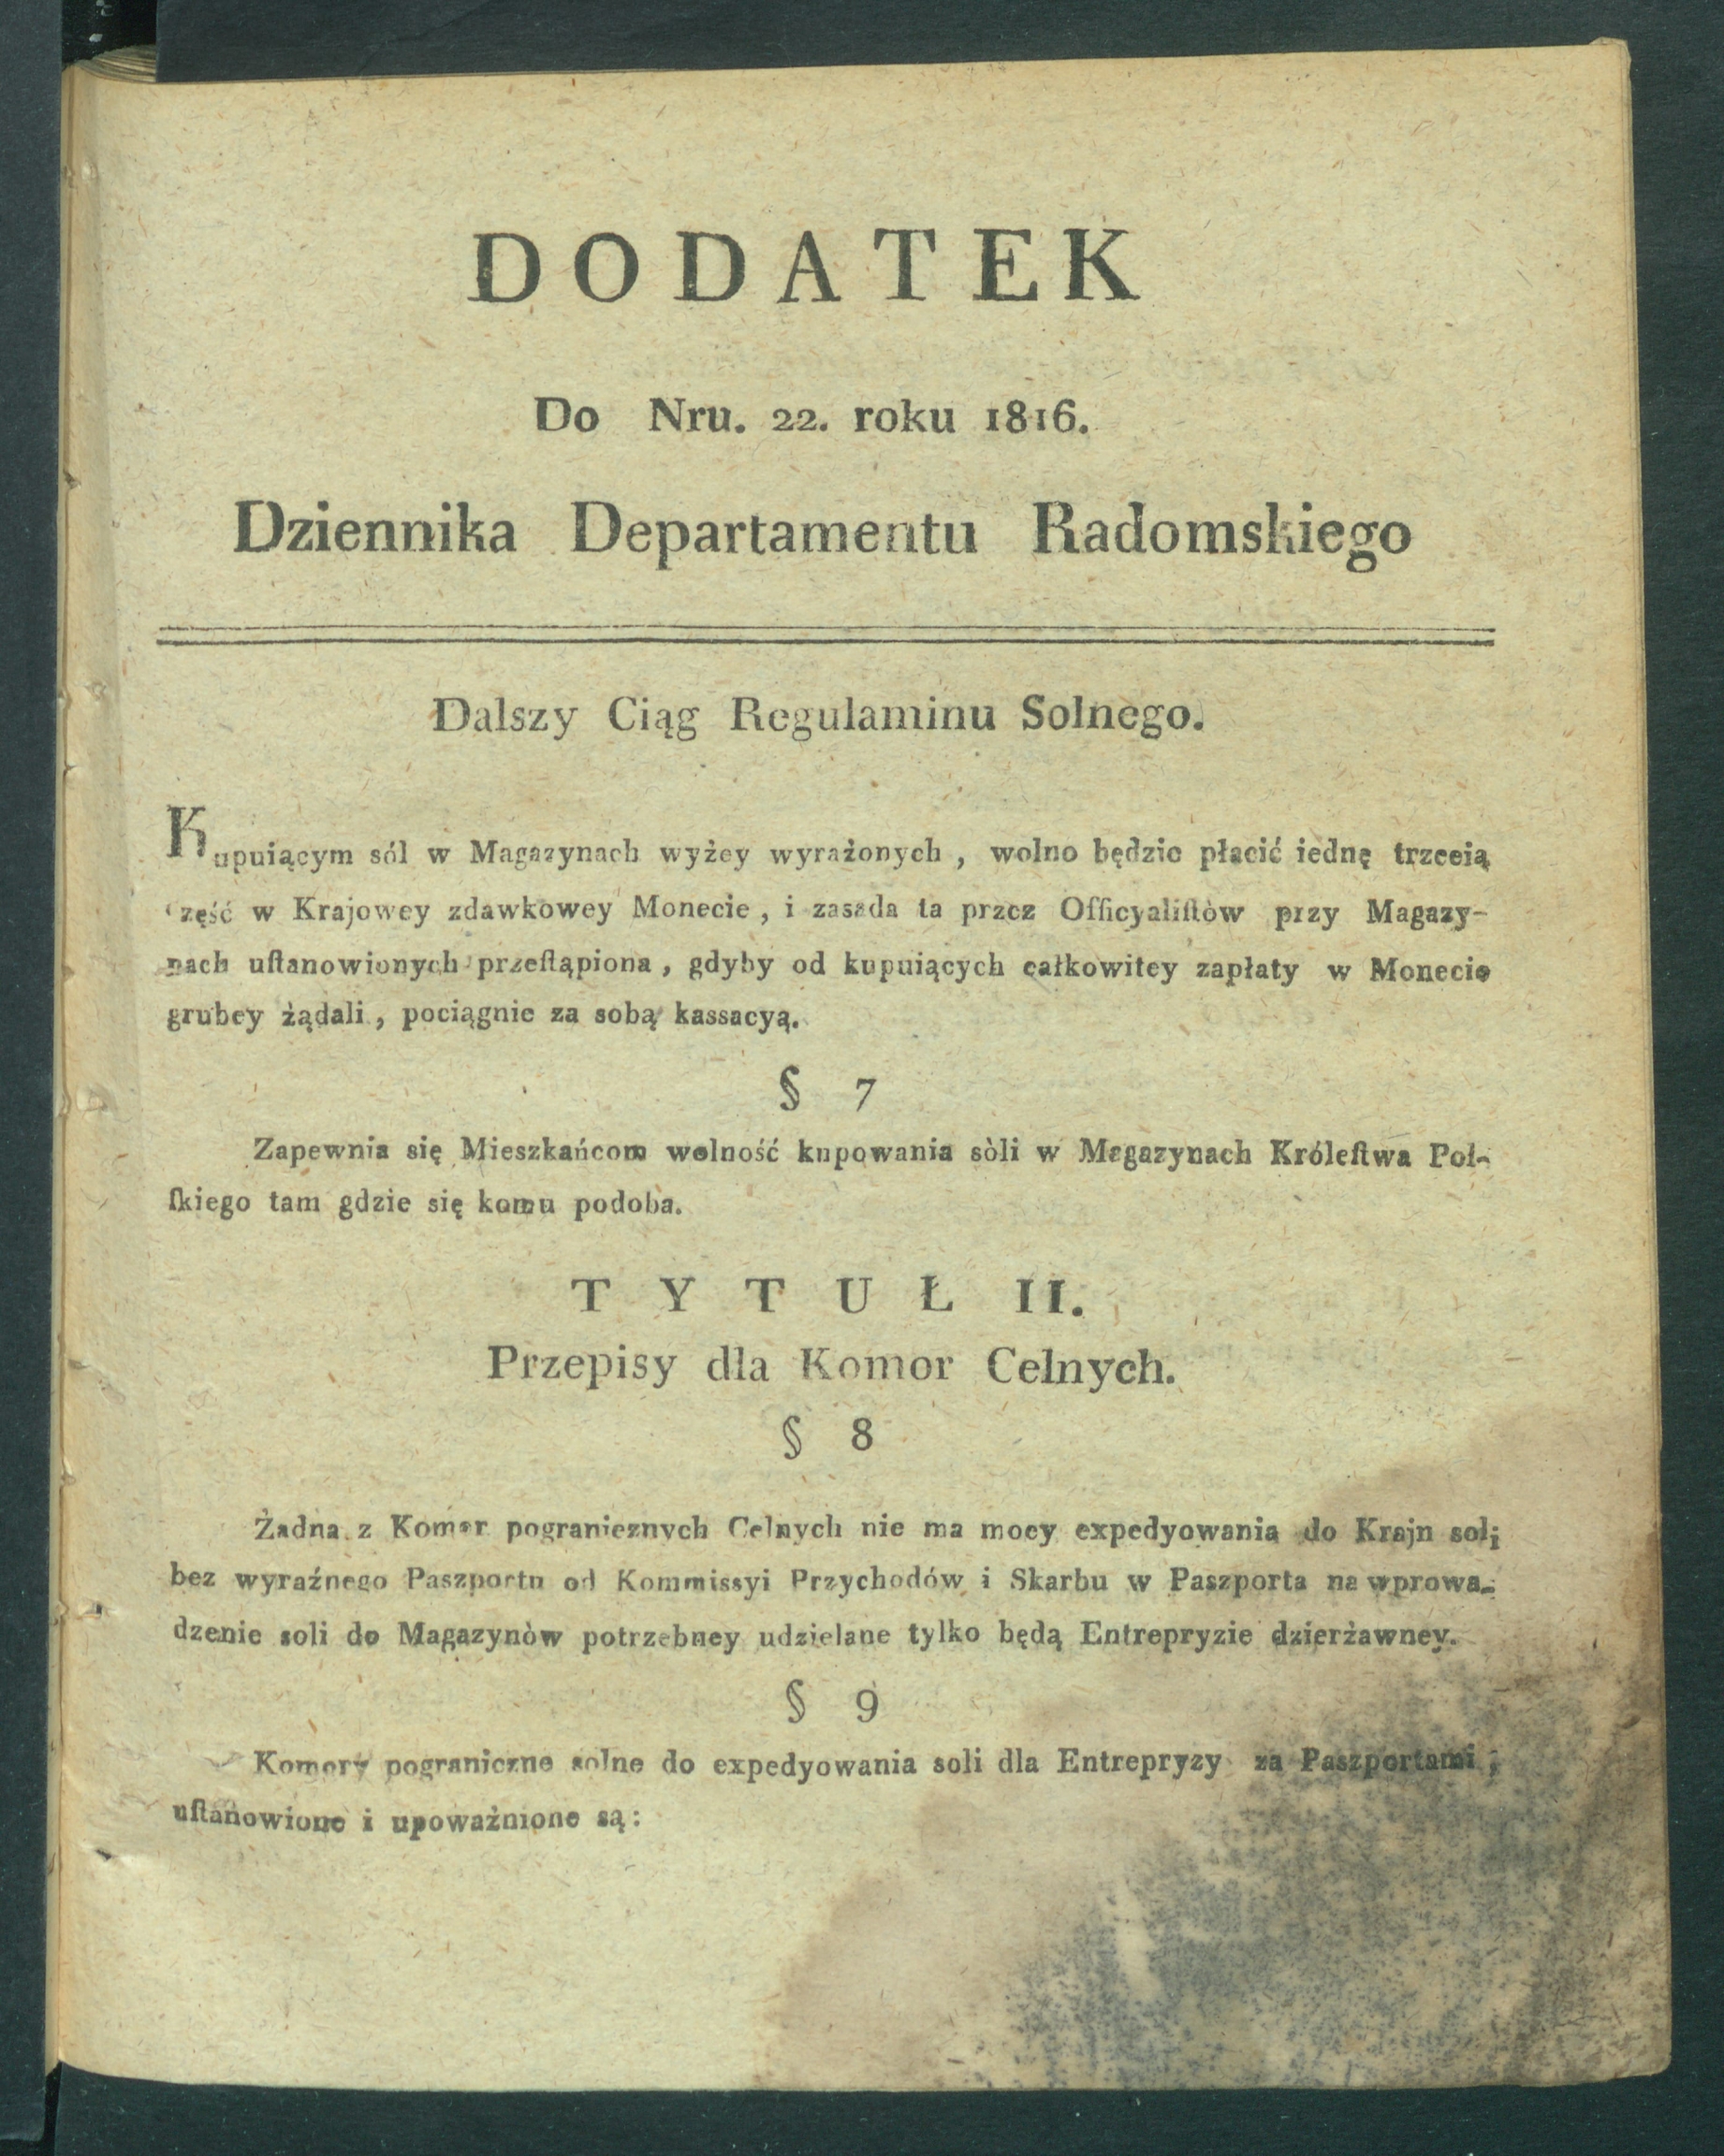 DODATEK
Do Nru. 22. roku 1816.
Dziennika Departamentu Radomskiego
Dalszy Ciąg Regulaminu Solnego.
Kupuiącym sól w Magazynach wyżey wyrażonych, wolno będzie płacić iednę trzecią
część w Krajowey zdawkowey Monecie, i zasada ta przez Officyaliſtòw przy Magazy-
nach uſtanowionych przeſtąpiona, gdyby od kupuiących całkowitey zapłaty w Monecie
grubey żądali, pociągnie za sobą kassacyą.
§ 7
Zapewnia się Mieszkańcom wolność kupowania sòli w Magazynach Króleſtwa Pol-
ſkiego tam gdzie się komu podoba.
TYTUŁ II.
Przepisy dla Komor Celnych.
§ 8
Żadna z Komor pogranicznych Celnych nie ma mocy expedyowania do Kraju soli
bez wyraźnego Paszportu od Kommissyi Przychodów i Skarbu w Paszporta na wprowa-
dzenie soli do Magazynòw potrzebney udzielane tylko będą Entrepryzie dzierżawney.
§ 9
Komory pograniczne solne do expedyowania soli dla Entrepryzy za Paszportami,
uſtanowione i upoważnione są: